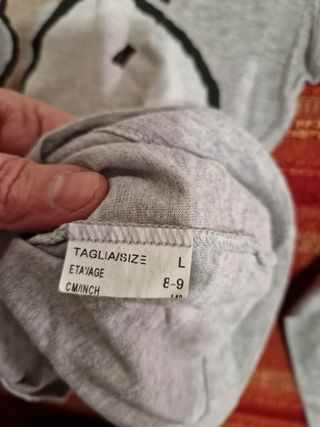 TAGLIA/SIZE L
ETA'/AGE 8-9
CM/INCH